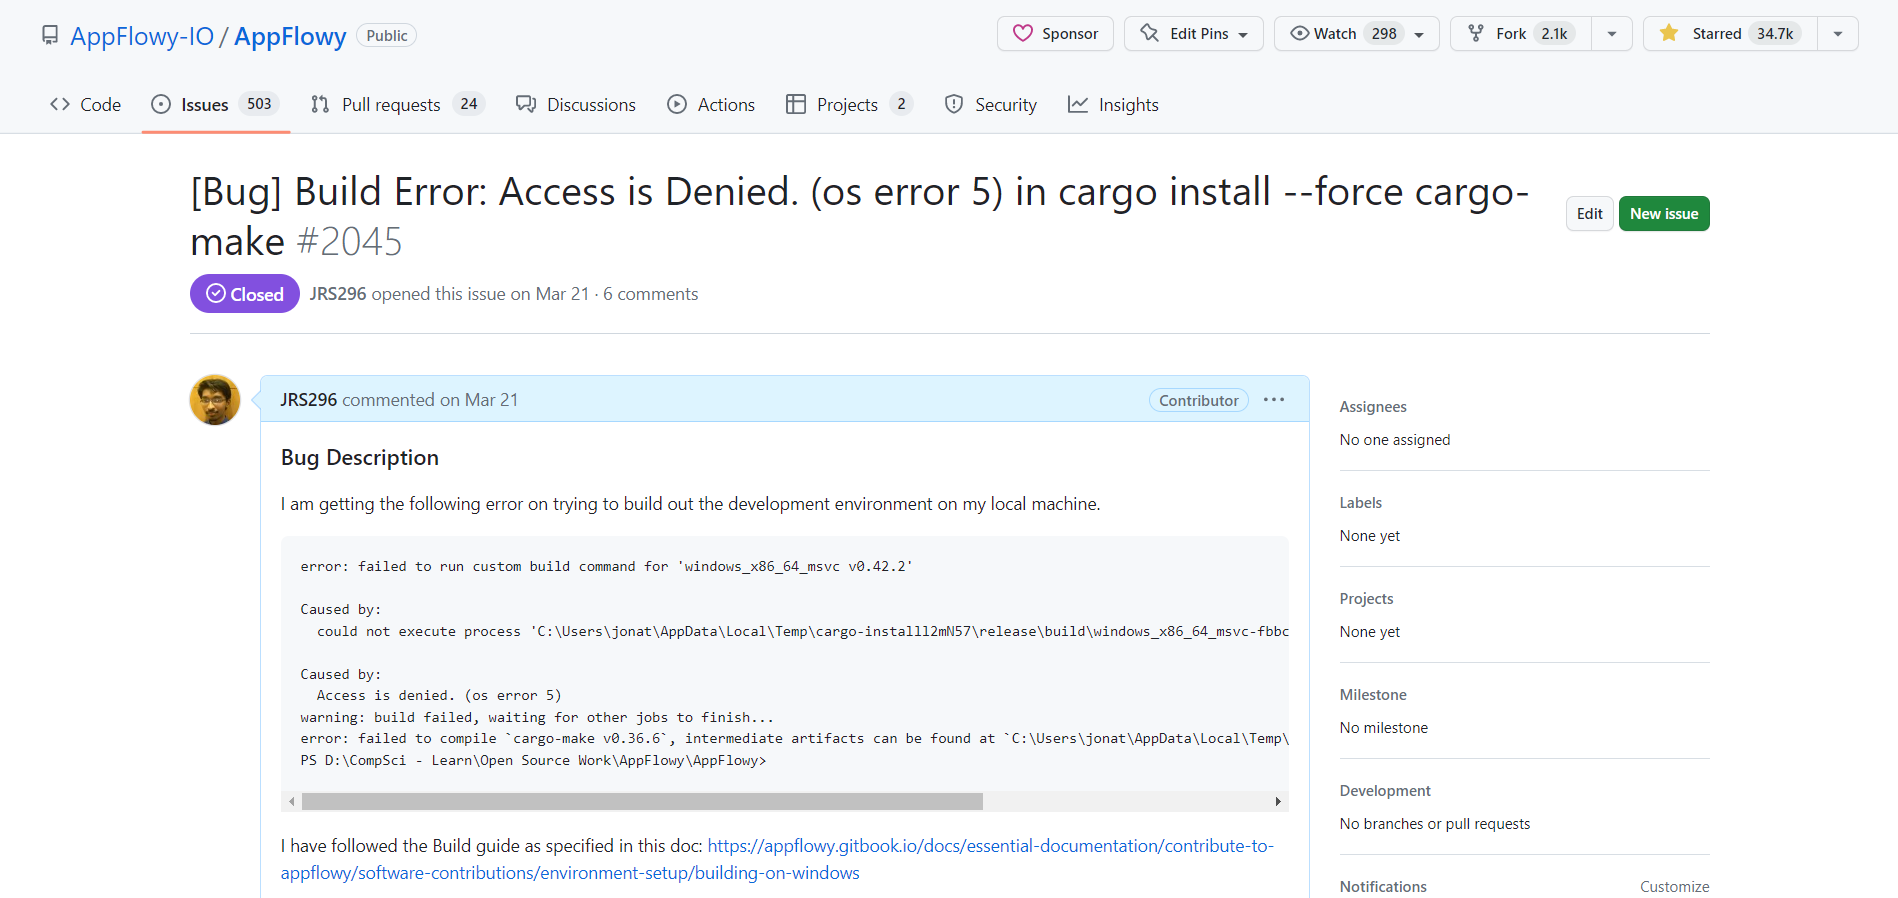 AppFlowy-IO / AppFlowy Public
Sponsor Edit Pins Watch 298 Fork 2.1k Starred 34.7k
Code Issues 503 Pull requests 24 Discussions Actions Projects 2 Security Insights
[Bug] Build Error: Access is Denied. (os error 5) in cargo install --force cargo-
make #2045
Edit New issue
Closed JRS296 opened this issue on Mar 21 · 6 comments
JRS296 commented on Mar 21 Contributor ···
Bug Description
I am getting the following error on trying to build out the development environment on my local machine.
error: failed to run custom build command for 'windows_x86_64_msvc v0.42.2'
Caused by:
could not execute process 'C:\Users\jonat\AppData\Local\Temp\cargo-installl2mN57\release\build\windows_x86_64_msvc-fbbc
Caused by:
Access is denied. (os error 5)
warning: build failed, waiting for other jobs to finish...
error: failed to compile `cargo-make v0.36.6`, intermediate artifacts can be found at `C:\Users\jonat\AppData\Local\Temp\
PS D:\CompSci - Learn\Open Source Work\AppFlowy\AppFlowy>
I have followed the Build guide as specified in this doc: https://appflowy.gitbook.io/docs/essential-documentation/contribute-to-
appflowy/software-contributions/environment-setup/building-on-windows
Assignees
No one assigned
Labels
None yet
Projects
None yet
Milestone
No milestone
Development
No branches or pull requests
Notifications Customize